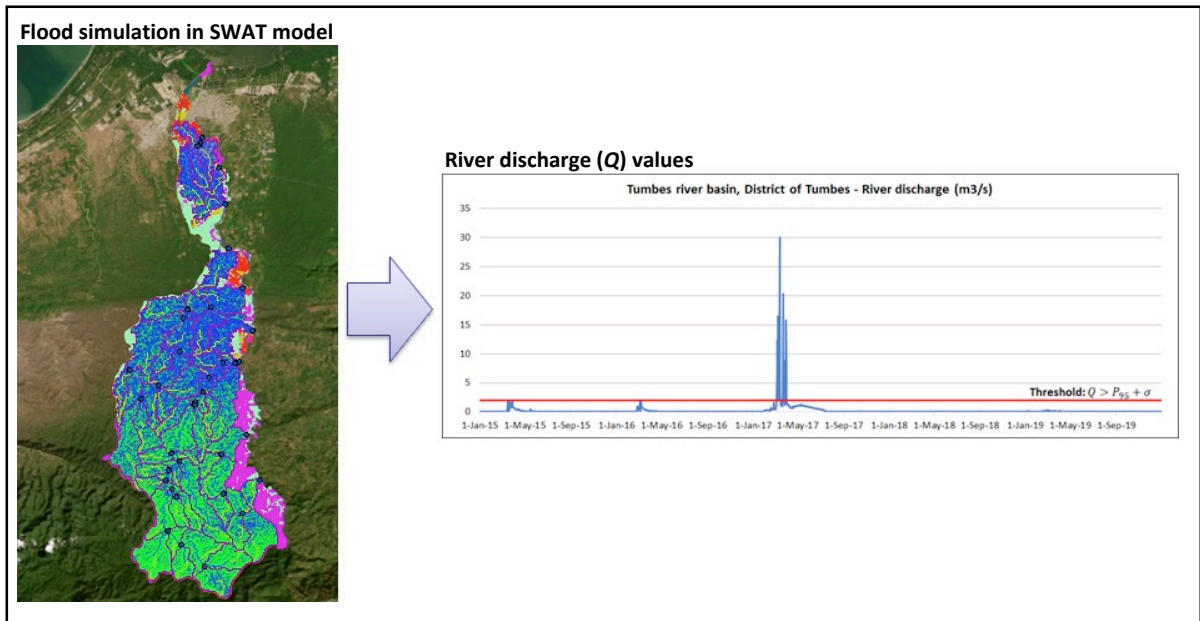 Flood simulation in SWAT model
River discharge (Q) values
Tumbes river basin, District of Tumbes - River discharge (m3/s)
35
30
25
20
15
10
5
0
Threshold: Q > P95 + σ
1-Jan-15 1-May-15 1-Sep-15 1-Jan-16 1-May-16 1-Sep-16 1-Jan-17 1-May-17 1-Sep-17 1-Jan-18 1-May-18 1-Sep-18 1-Jan-19 1-May-19 1-Sep-19